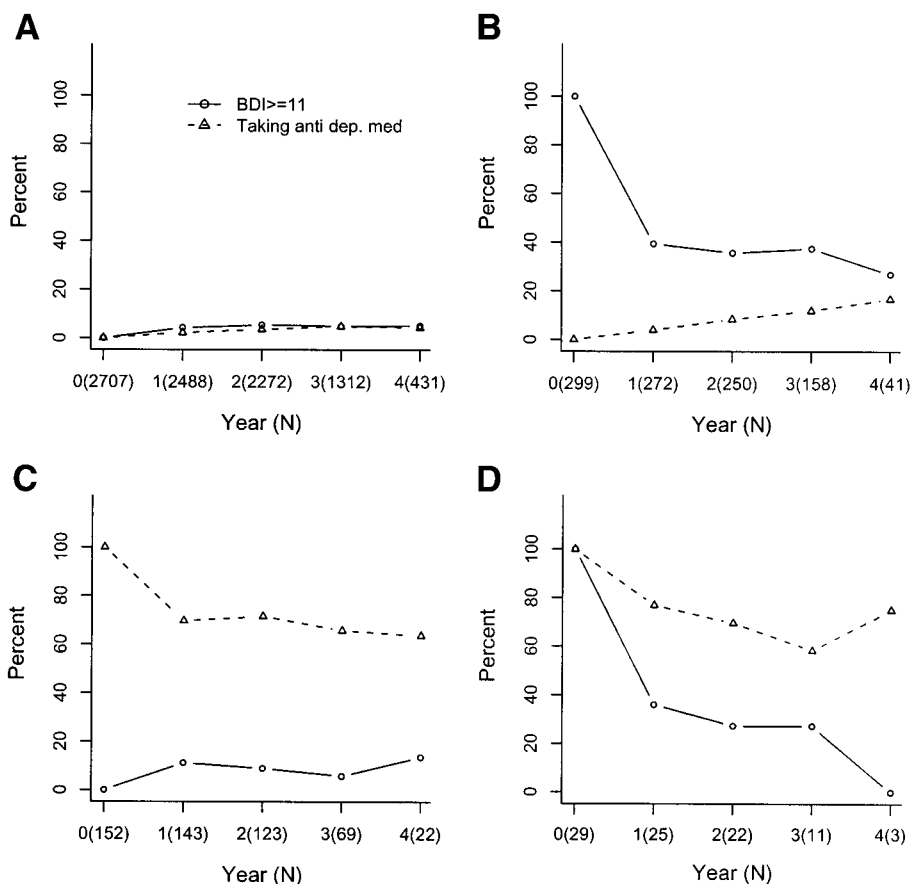 A
BDI>=11
Taking anti dep. med
Percent
100
80
60
40
20
0
0(2707) 1(2488) 2(2272) 3(1312) 4(431)
Year (N)
B
Percent
100
80
60
40
20
0
0(299) 1(272) 2(250) 3(158) 4(41)
Year (N)
C
Percent
100
80
60
40
20
0
0(152) 1(143) 2(123) 3(69) 4(22)
Year (N)
D
Percent
100
80
60
40
20
0
0(29) 1(25) 2(22) 3(11) 4(3)
Year (N)